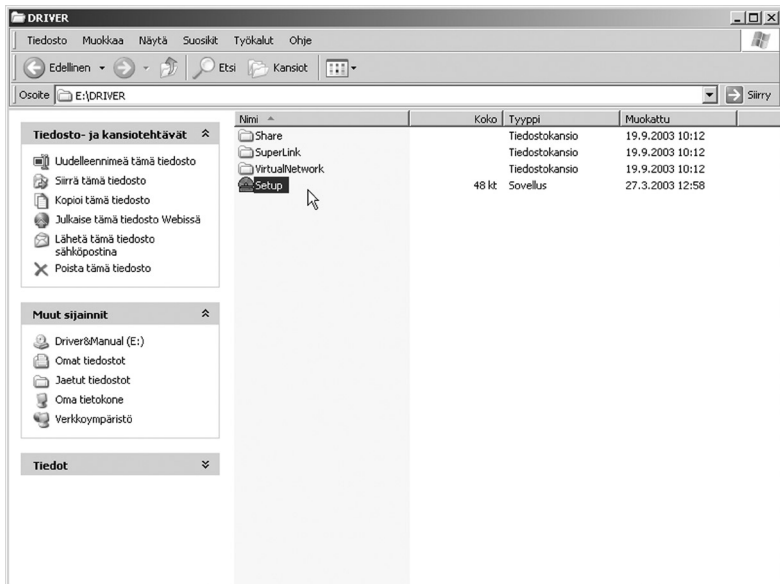 DRIVER
Tiedosto Muokkaa Näytä Suosikit Työkalut Ohje
Edellinen Etsi Kansiot
Osoite E:\DRIVER Siirry
Tiedosto- ja kansiotehtävät
Uudelleennimeä tämä tiedosto
Siirrä tämä tiedosto
Kopioi tämä tiedosto
Julkaise tämä tiedosto Webissä
Lähetä tämä tiedosto
sähköpostina
Poista tämä tiedosto
Muut sijainnit
Driver&Manual (E:)
Omat tiedostot
Jaetut tiedostot
Oma tietokone
Verkkoympäristö
Tiedot
Nimi Koko Tyyppi Muokattu
Share Tiedostokansio 19.9.2003 10:12
SuperLink Tiedostokansio 19.9.2003 10:12
VirtualNetwork Tiedostokansio 19.9.2003 10:12
Setup 48 kt Sovellus 27.3.2003 12:58